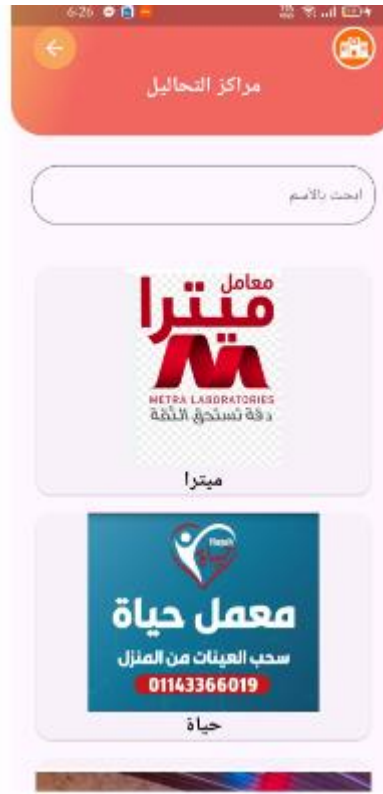 6:26
مراكز التحاليل
ابحث بالأسم
معامل
ميترا
METRA LABORATORIES
دقة تستحق الثقة
ميترا
معمل حياة
سحب العينات من المنزل
01143366019
حياة